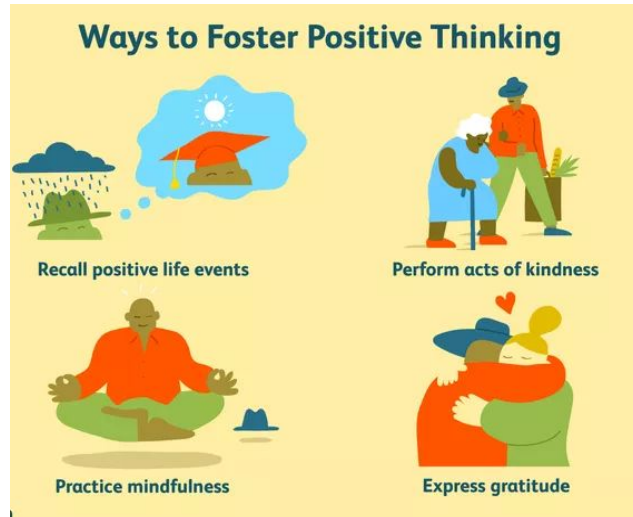 Ways to Foster Positive Thinking
Recall positive life events
Perform acts of kindness
Practice mindfulness
Express gratitude